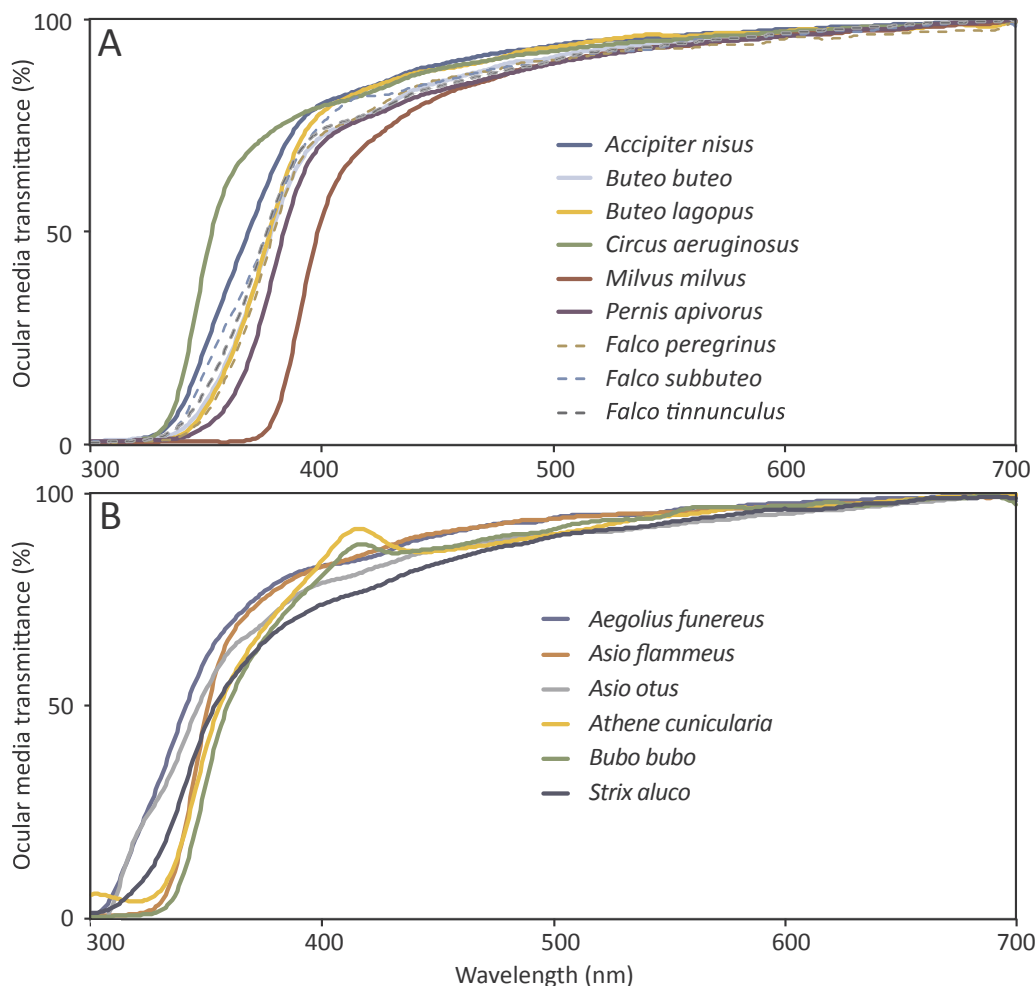 100
A
Ocular media transmittance (%)
50
0
Accipiter nisus
Buteo buteo
Buteo lagopus
Circus aeruginosus
Milvus milvus
Pernis apivorus
Falco peregrinus
Falco subbuteo
Falco tinnunculus
300 400 500 600 700
100
B
Ocular media transmittance (%)
50
0
Aegolius funereus
Asio flammeus
Asio otus
Athene cunicularia
Bubo bubo
Strix aluco
300 400 500 600 700
Wavelength (nm)